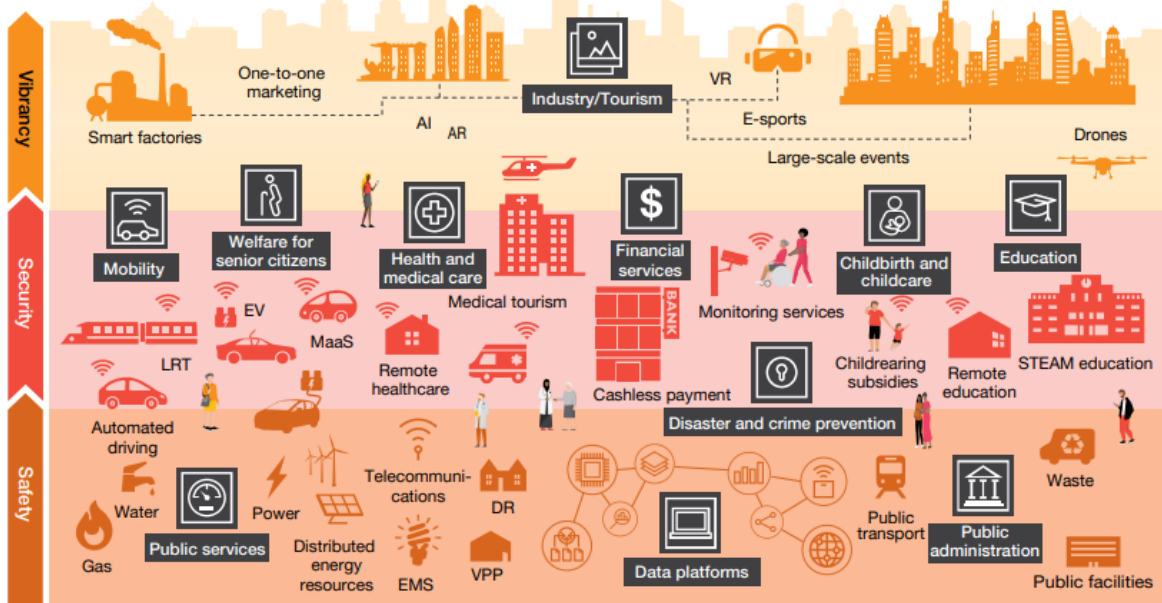 Vibrancy
One-to-one
marketing
Smart factories
AI
AR
Industry/Tourism
VR
E-sports
Large-scale events
Drones
Security
Mobility
Welfare for
senior citizens
Health and
medical care
Medical tourism
$
Financial
services
BANK
Monitoring services
Childbirth and
childcare
Education
LRT
EV
MaaS
Remote
healthcare
Cashless payment
Childrearing
subsidies
Remote
education
STEAM education
Automated
driving
Disaster and crime prevention
Safety
Gas
Water
Public services
Power
Distributed
energy
resources
Telecommuni-
cations
EMS
DR
VPP
Data platforms
Public
transport
Public
administration
Waste
Public facilities